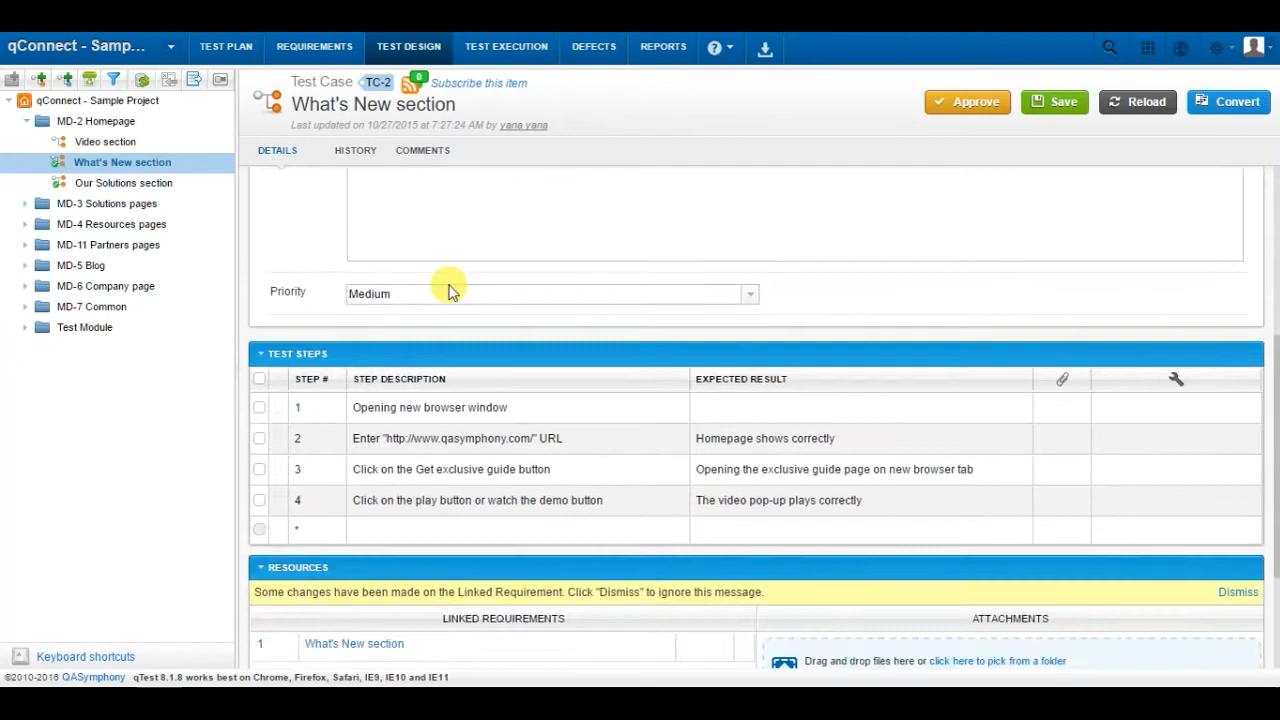 qConnect - Samp...
TEST PLAN
REQUIREMENTS
TEST DESIGN
TEST EXECUTION
DEFECTS
REPORTS
?
qConnect - Sample Project
MD-2 Homepage
Video section
What's New section
Our Solutions section
MD-3 Solutions pages
MD-4 Resources pages
MD-11 Partners pages
MD-5 Blog
MD-6 Company page
MD-7 Common
Test Module
Keyboard shortcuts
Test Case TC-2 0 Subscribe this item
What's New section
Last updated on 10/27/2015 at 7:27:24 AM by yana yana
Approve
Save
Reload
Convert
DETAILS
HISTORY
COMMENTS
Priority
Medium
TEST STEPS
STEP # STEP DESCRIPTION EXPECTED RESULT
1 Opening new browser window
2 Enter "http://www.qasymphony.com/" URL Homepage shows correctly
3 Click on the Get exclusive guide button Opening the exclusive guide page on new browser tab
4 Click on the play button or watch the demo button The video pop-up plays correctly
*
RESOURCES
Some changes have been made on the Linked Requirement. Click "Dismiss" to ignore this message. Dismiss
LINKED REQUIREMENTS ATTACHMENTS
1 What's New section
Drag and drop files here or click here to pick from a folder
©2010-2016 QASymphony qTest 8.1.8 works best on Chrome, Firefox, Safari, IE9, IE10 and IE11